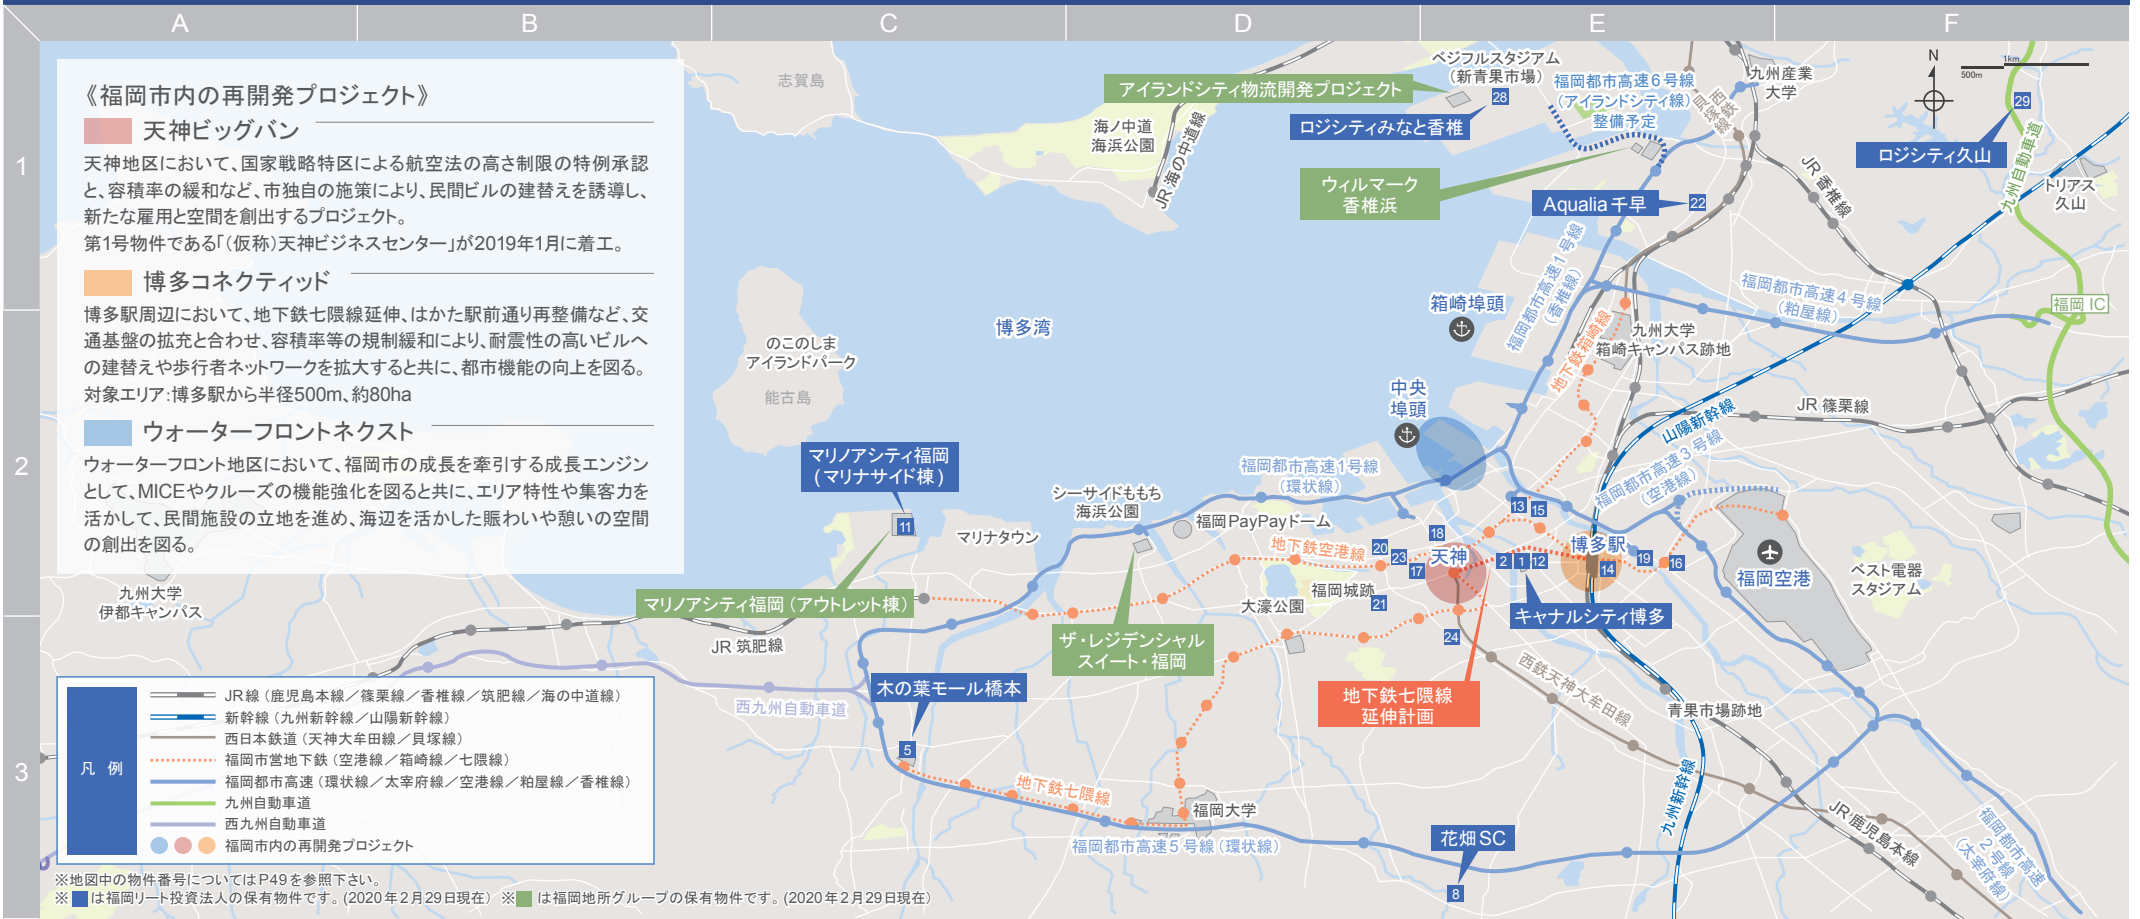 A B C D E F
1
2
3
《福岡市内の再開発プロジェクト》
天神ビッグバン
天神地区において、国家戦略特区による航空法の高さ制限の特例承認
と、容積率の緩和など、市独自の施策により、民間ビルの建替えを誘導し、
新たな雇用と空間を創出するプロジェクト。
第1号物件である「(仮称)天神ビジネスセンター」が2019年1月に着工。
博多コネクティッド
博多駅周辺において、地下鉄七隈線延伸、はかた駅前通り再整備など、交
通基盤の拡充と合わせ、容積率等の規制緩和により、耐震性の高いビルへ
の建替えや歩行者ネットワークを拡大すると共に、都市機能の向上を図る。
対象エリア:博多駅から半径500m、約80ha
ウォーターフロントネクスト
ウォーターフロント地区において、福岡市の成長を牽引する成長エンジン
として、MICEやクルーズの機能強化を図ると共に、エリア特性や集客力を
活かして、民間施設の立地を進め、海辺を活かした賑わいや憩いの空間
の創出を図る。
志賀島
海ノ中道
海浜公園
JR 海の中道線
アイランドシティ物流開発プロジェクト
ベジフルスタジアム
(新青果市場)
28
ロジシティみなと香椎
福岡都市高速6号線
(アイランドシティ線)
整備予定
西鉄
貝塚線
九州産業
大学
N
500m
1km
29
ロジシティ久山
九州自動車道
トリアス
久山
JR 香椎線
ウィルマーク
香椎浜
Aqualia 千早
22
福岡都市高速1号線
(香椎線)
福岡都市高速4号線
(粕屋線)
福岡 IC
箱崎埠頭
地下鉄箱崎線
九州大学
箱崎キャンパス跡地
博多湾
のこのしま
アイランドパーク
能古島
中央
埠頭
JR 篠栗線
山陽新幹線
福岡都市高速3号線
(空港線)
マリノアシティ福岡
(マリナサイド棟)
11
マリナタウン
シーサイドももち
海浜公園
福岡都市高速1号線
(環状線)
福岡PayPayドーム
地下鉄空港線
20
23
17
18
天神
13
15
2
1
12
博多駅
14
19
16
福岡空港
ベスト電器
スタジアム
九州大学
伊都キャンパス
マリノアシティ福岡(アウトレット棟)
大濠公園
福岡城跡
21
キャナルシティ博多
24
JR 筑肥線
ザ・レジデンシャル
スイート・福岡
西鉄天神大牟田線
地下鉄七隈線
延伸計画
青果市場跡地
西九州自動車道
木の葉モール橋本
5
地下鉄七隈線
福岡大学
福岡都市高速5号線(環状線)
花畑SC
8
九州新幹線
JR 鹿児島本線
福岡都市高速
2号線
(太宰府線)
凡例
JR線(鹿児島本線/篠栗線/香椎線/筑肥線/海の中道線)
新幹線(九州新幹線/山陽新幹線)
西日本鉄道(天神大牟田線/貝塚線)
福岡市営地下鉄(空港線/箱崎線/七隈線)
福岡都市高速(環状線/太宰府線/空港線/粕屋線/香椎線)
九州自動車道
西九州自動車道
福岡市内の再開発プロジェクト
※地図中の物件番号についてはP49を参照下さい。
※ は福岡リート投資法人の保有物件です。(2020年2月29日現在) ※ は福岡地所グループの保有物件です。(2020年2月29日現在)